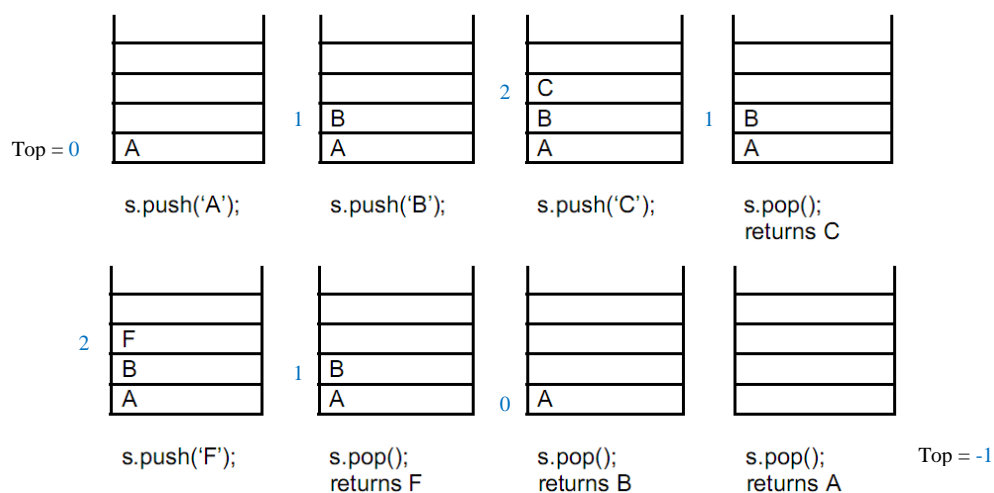 C
2
B
B
1
B
1
B
Top = 0
A
A
A
A
s.push(‘A’);
s.push(‘B’);
s.push(‘C’);
s.pop();
returns C
2
F
B
1
B
A
A
0
A
s.push(‘F’);
s.pop();
returns F
s.pop();
returns B
s.pop();
returns A
Top = -1